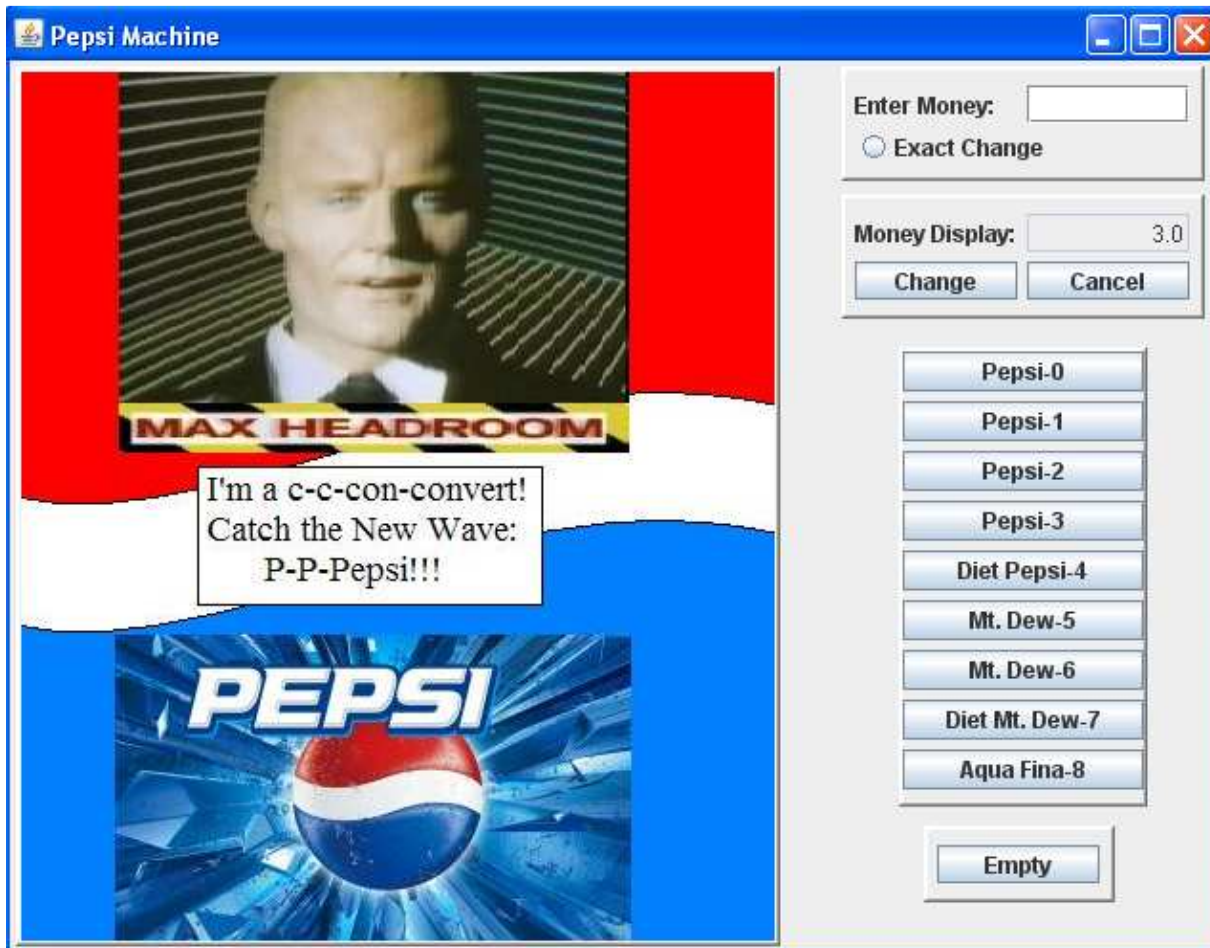 Pepsi Machine
MAX HEADROOM
I'm a c-c-con-convert!
Catch the New Wave:
P-P-Pepsi!!!
PEPSI
Enter Money:
Exact Change
Money Display: 3.0
Change Cancel
Pepsi-0
Pepsi-1
Pepsi-2
Pepsi-3
Diet Pepsi-4
Mt. Dew-5
Mt. Dew-6
Diet Mt. Dew-7
Aqua Fina-8
Empty